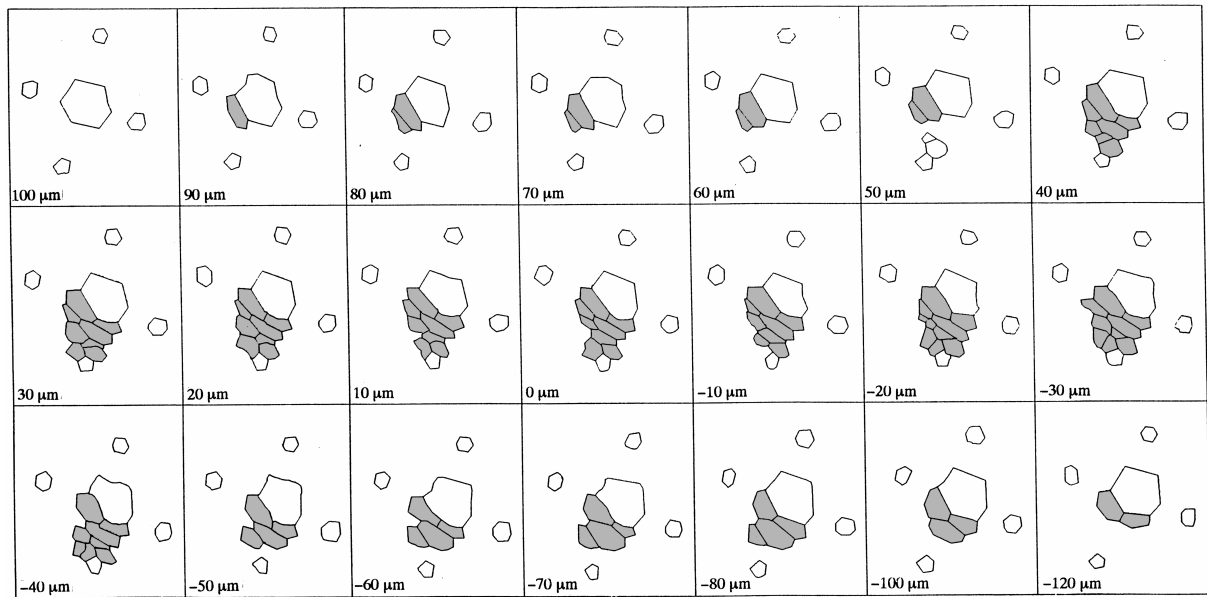 100 µm
90 µm
80 µm
70 µm
60 µm
50 µm
40 µm
30 µm
20 µm
10 µm
0 µm
−10 µm
−20 µm
−30 µm
−40 µm
−50 µm
−60 µm
−70 µm
−80 µm
−100 µm
−120 µm